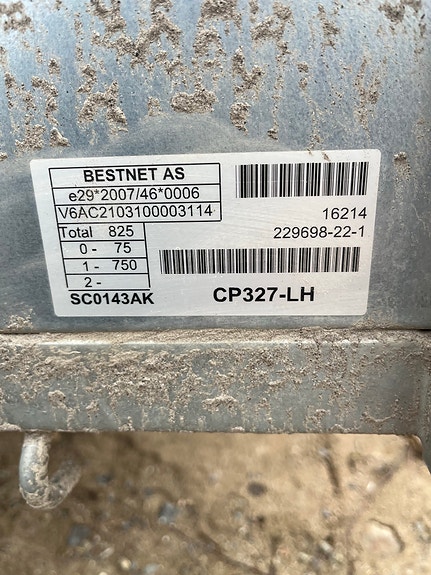 BESTNET AS
e29*2007/46*0006
V6AC2103100003114
Total 825
0 - 75
1 - 750
2 -
SC0143AK
16214
229698-22-1
CP327-LH